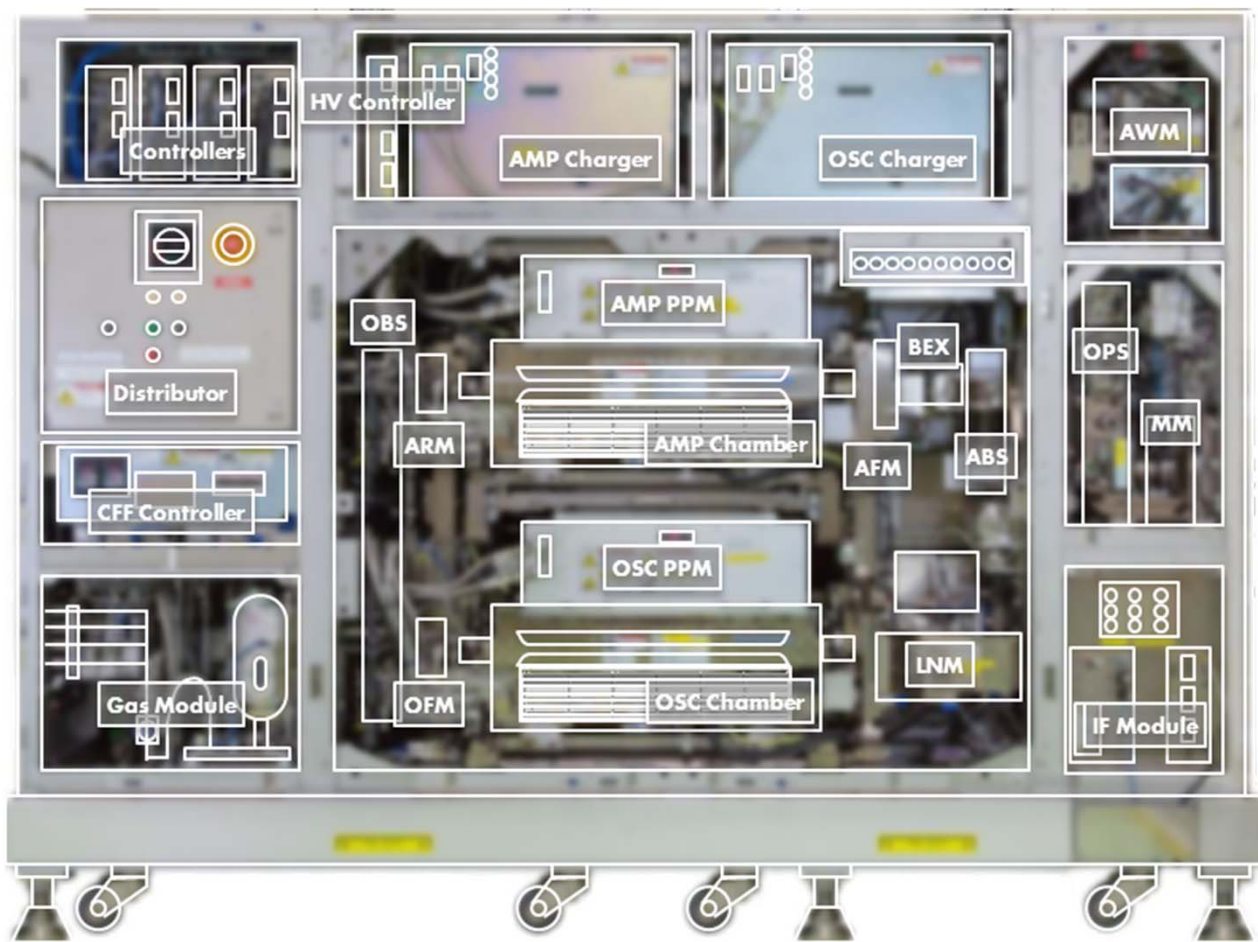 HV Controller
Controllers
AMP Charger
OSC Charger
AWM
AMP PPM
OBS
BEX
OPS
Distributor
ARM
AMP Chamber
AFM
ABS
MM
CFF Controller
OSC PPM
LNM
Gas Module
OFM
OSC Chamber
IF Module